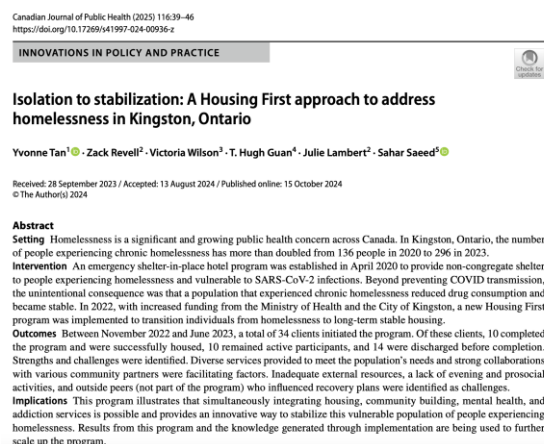 Canadian Journal of Public Health (2025) 116:39–46
https://doi.org/10.17269/s41997-024-00936-z
INNOVATIONS IN POLICY AND PRACTICE
Check for
updates
Isolation to stabilization: A Housing First approach to address
homelessness in Kingston, Ontario
Yvonne Tan1 · Zack Revell2 · Victoria Wilson3 · T. Hugh Guan4 · Julie Lambert2 · Sahar Saeed5
Received: 28 September 2023 / Accepted: 13 August 2024 / Published online: 15 October 2024
© The Author(s) 2024
Abstract
Setting Homelessness is a significant and growing public health concern across Canada. In Kingston, Ontario, the number
of people experiencing chronic homelessness has more than doubled from 136 people in 2020 to 296 in 2023.
Intervention An emergency shelter-in-place hotel program was established in April 2020 to provide non-congregate shelter
to people experiencing homelessness and vulnerable to SARS-CoV-2 infections. Beyond preventing COVID transmission,
the unintentional consequence was that a population that experienced chronic homelessness reduced drug consumption and
became stable. In 2022, with increased funding from the Ministry of Health and the City of Kingston, a new Housing First
program was implemented to transition individuals from homelessness to long-term stable housing.
Outcomes Between November 2022 and June 2023, a total of 34 clients initiated the program. Of these clients, 10 completed
the program and were successfully housed, 10 remained active participants, and 14 were discharged before completion.
Strengths and challenges were identified. Diverse services provided to meet the population's needs and strong collaborations
with various community partners were facilitating factors. Inadequate external resources, a lack of evening and prosocial
activities, and outside peers (not part of the program) who influenced recovery plans were identified as challenges.
Implications This program illustrates that simultaneously integrating housing, community building, mental health, and
addiction services is possible and provides an innovative way to stabilize this vulnerable population of people experiencing
homelessness. Results from this program and the knowledge generated through implementation are being used to further
scale up the program.